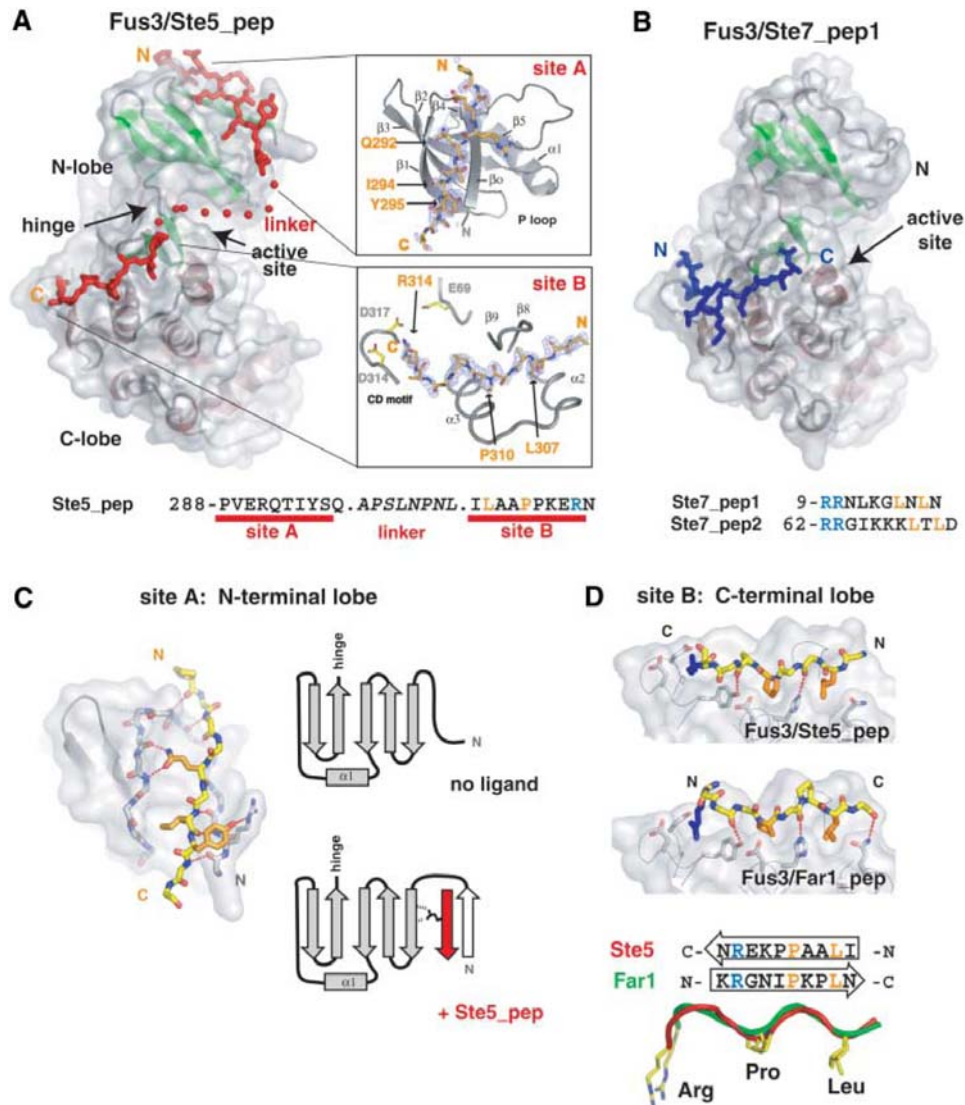 A
Fus3/Ste5_pep
N
N-lobe
hinge
linker
active
site
C
C-lobe
site A
N
β2
β4
β3
β5
Q292
α1
β1
I294
β0
Y295
P loop
C
N
site B
R314
E69
D317
β9
β8
N
C
D314
α2
CD motif
α3
P310
L307
Ste5_pep 288-PVERQTIYSQ.APSLNPNL.ILAAPPKERN
site A linker site B
B
Fus3/Ste7_pep1
N
active
site
N
C
Ste7_pep1 9-RRNLKGLNLN
Ste7_pep2 62-RRGIKKKLTLD
C site A: N-terminal lobe
N
C
N
hinge
α1
N
no ligand
hinge
α1
N
+ Ste5_pep
D site B: C-terminal lobe
C
N
Fus3/Ste5_pep
N
C
Fus3/Far1_pep
Ste5 C- NREKPPAALI -N
Far1 N- KRGNIPKPLN -C
Arg
Pro
Leu